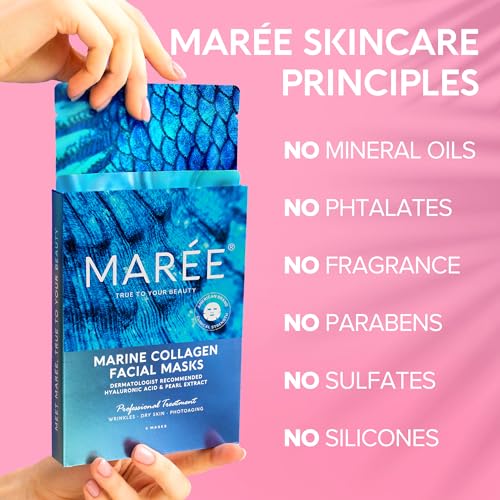 MARÉE SKINCARE
PRINCIPLES
NO MINERAL OILS
NO PHTALATES
NO FRAGRANCE
NO PARABENS
NO SULFATES
NO SILICONES
MARÉE®
TRUE TO YOUR BEAUTY
MARINE COLLAGEN
FACIAL MASKS
DERMATOLOGIST RECOMMENDED
HYALURONIC ACID & PEARL EXTRACT
Professional Treatment
WRINKLES - DRY SKIN - PHOTOAGING
MEET MARÉE, TRUE TO YOUR BEAUTY